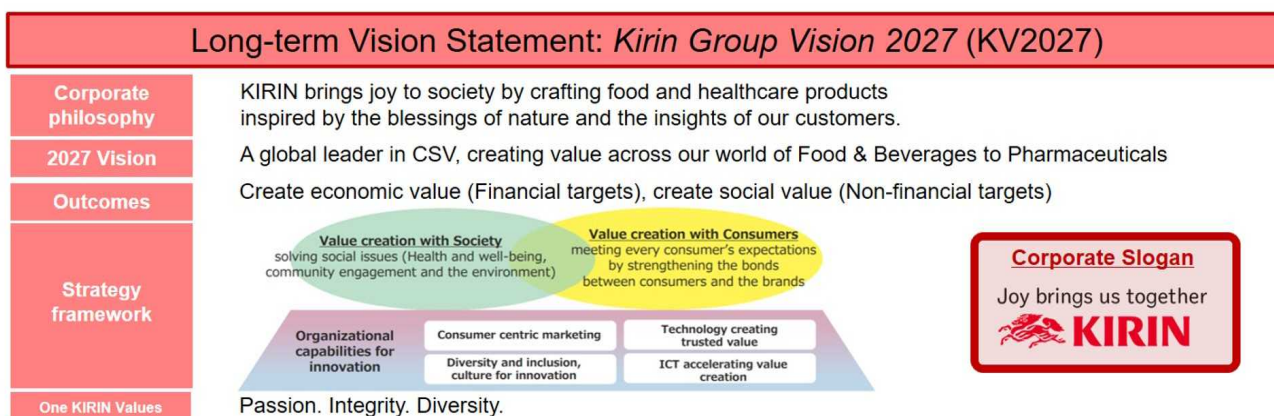 Long-term Vision Statement: Kirin Group Vision 2027 (KV2027)
Corporate
philosophy
KIRIN brings joy to society by crafting food and healthcare products
inspired by the blessings of nature and the insights of our customers.
2027 Vision
A global leader in CSV, creating value across our world of Food & Beverages to Pharmaceuticals
Outcomes
Create economic value (Financial targets), create social value (Non-financial targets)
Strategy
framework
Value creation with Society
solving social issues (Health and well-being,
community engagement and the environment)
Value creation with Consumers
meeting every consumer's expectations
by strengthening the bonds
between consumers and the brands
Organizational
capabilities for
innovation
Consumer centric marketing
Technology creating
trusted value
Diversity and inclusion,
culture for innovation
ICT accelerating value
creation
Corporate Slogan
Joy brings us together
KIRIN
One KIRIN Values
Passion. Integrity. Diversity.